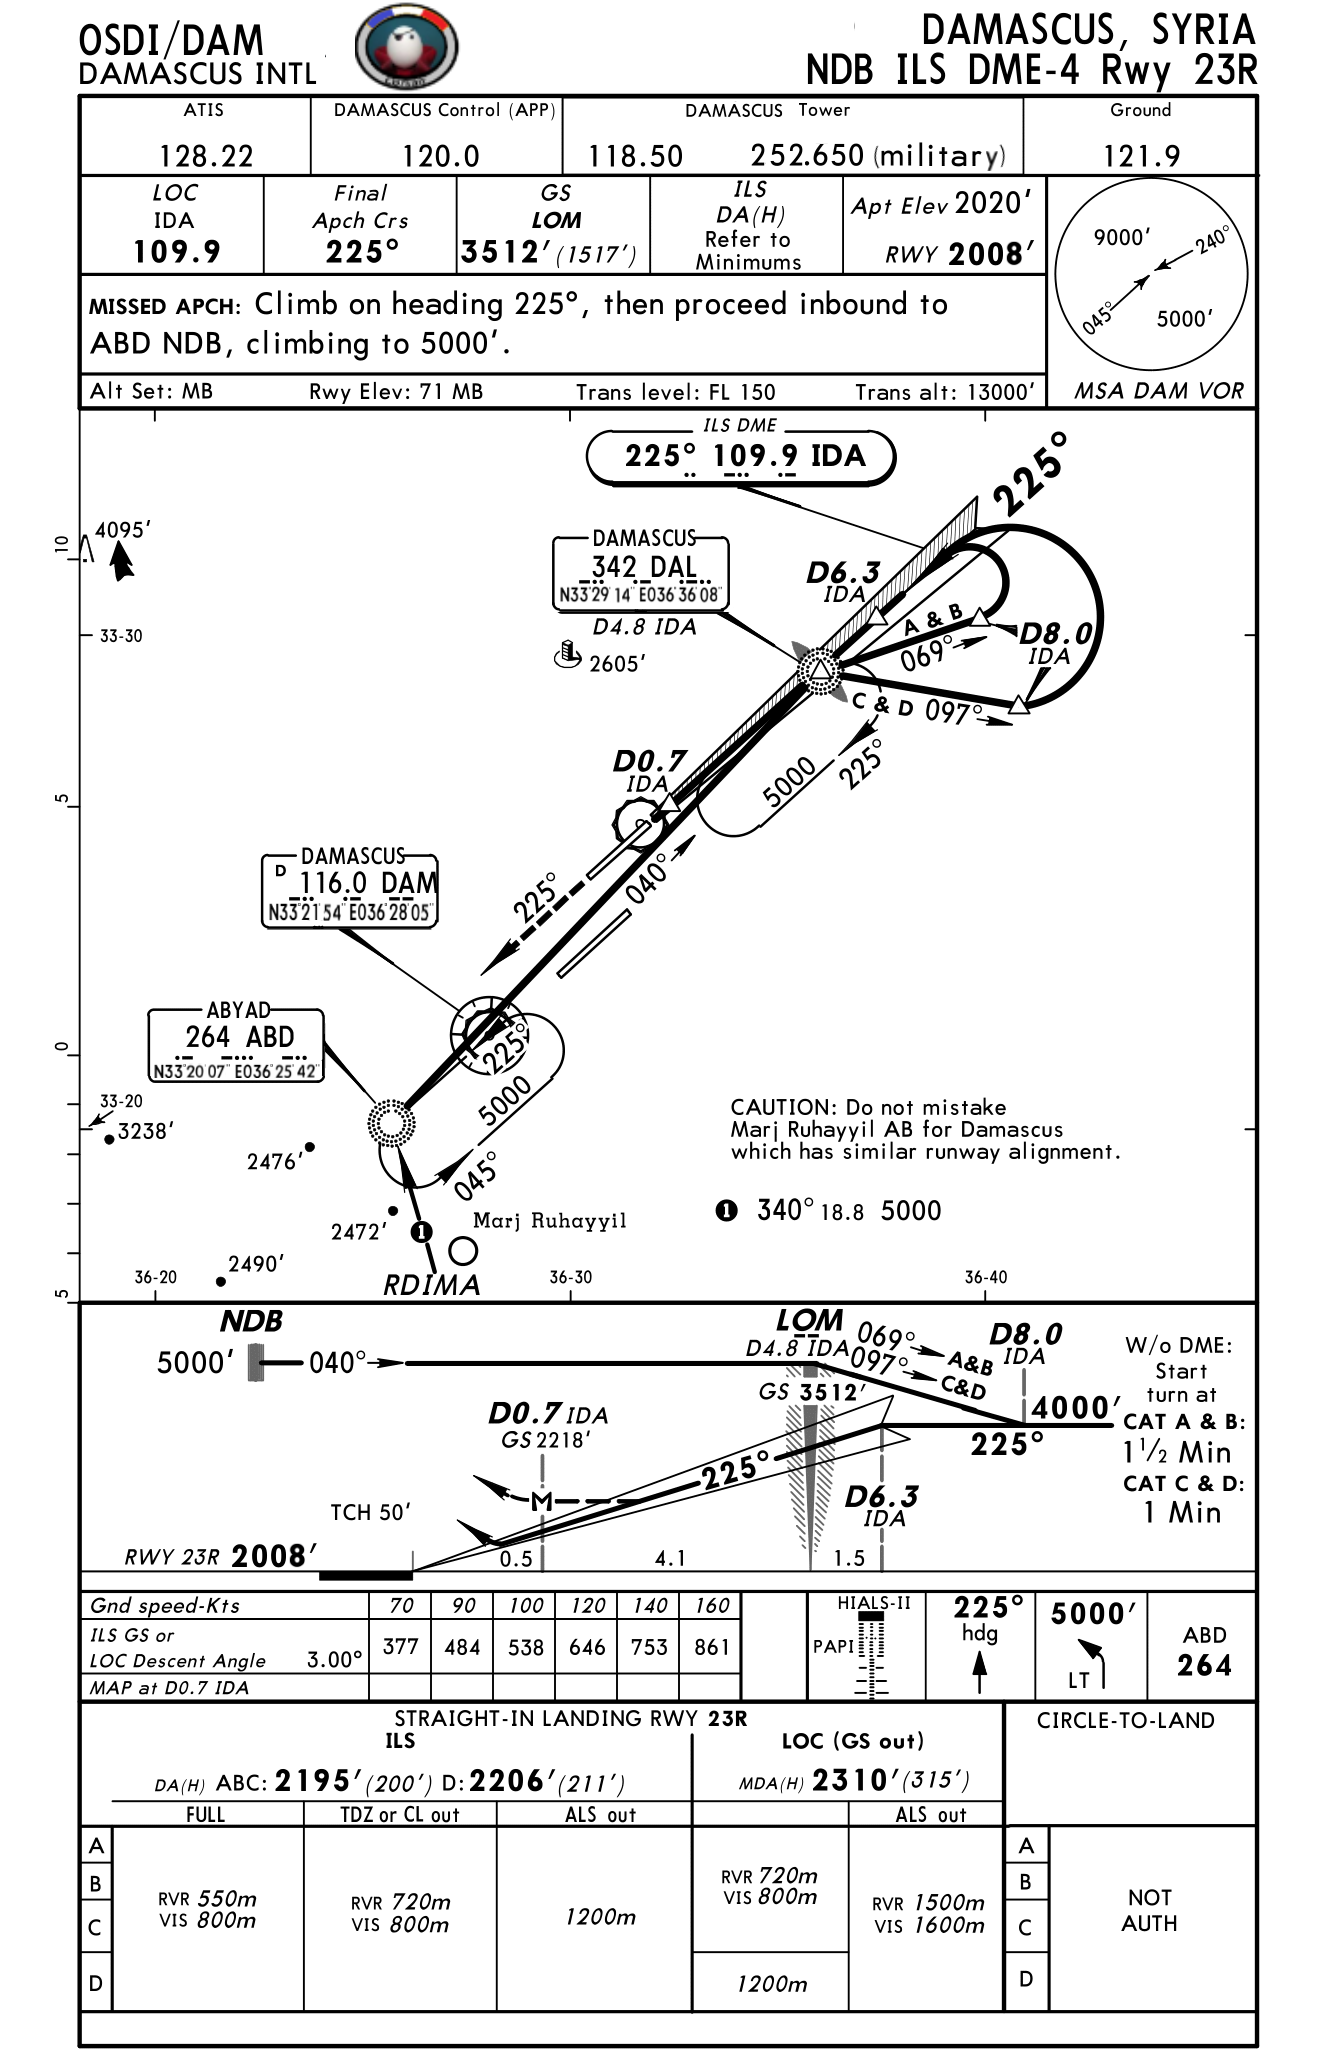 OSDI/DAM
DAMASCUS INTL
DAMASCUS, SYRIA
NDB ILS DME-4 Rwy 23R
ATIS
128.22
DAMASCUS Control (APP)
120.0
DAMASCUS Tower
118.50 252.650 (military)
Ground
121.9
LOC
IDA
109.9
Final
Apch Crs
225°
GS
LOM
3512' (1517')
ILS
DA(H)
Refer to
Minimums
Apt Elev 2020'
RWY 2008'
9000'
240°
045°
5000'
MSA DAM VOR
MISSED APCH: Climb on heading 225°, then proceed inbound to
ABD NDB, climbing to 5000'.
Alt Set: MB Rwy Elev: 71 MB Trans level: FL 150 Trans alt: 13000'
ILS DME
225° 109.9 IDA
225°
4095'
10
DAMASCUS
342 DAL
N33 29 14" E036 36 08"
D4.8 IDA
D6.3
IDA
33-30
2605'
A & B
069°
D8.0
IDA
C & D 097°
225°
5000
D0.7
IDA
5
040°
225°
DAMASCUS
D 116.0 DAM
N33 21 54" E036 28 05"
ABYAD
264 ABD
N33 20 07" E036 25 42"
225°
5000
0
33-20
3238'
2476'
045°
CAUTION: Do not mistake
Marj Ruhayyil AB for Damascus
which has similar runway alignment.
1 340° 18.8 5000
2472'
1
Marj Ruhayyil
2490'
RDIMA
36-20 36-30 36-40
5
NDB
5000' 040°
LOM
D4.8 IDA
069°
097°
A&B
C&D
D8.0
IDA
GS 3512'
4000'
225°
D0.7 IDA
GS 2218'
225°
M
D6.3
IDA
TCH 50'
RWY 23R 2008'
0.5 4.1 1.5
W/o DME:
Start
turn at
CAT A & B:
1 1/2 Min
CAT C & D:
1 Min
Gnd speed-Kts 70 90 100 120 140 160
ILS GS or
LOC Descent Angle 3.00° 377 484 538 646 753 861
MAP at D0.7 IDA
HIALS-II
PAPI
225°
hdg
5000'
LT
ABD
264
STRAIGHT-IN LANDING RWY 23R
ILS
DA(H) ABC: 2195' (200') D: 2206' (211')
LOC (GS out)
MDA(H) 2310' (315')
CIRCLE-TO-LAND
FULL TDZ or CL out ALS out ALS out
A
B
C
D
RVR 550m
VIS 800m
RVR 720m
VIS 800m
1200m
RVR 720m
VIS 800m
1200m
RVR 1500m
VIS 1600m
A
B
C
D
NOT
AUTH